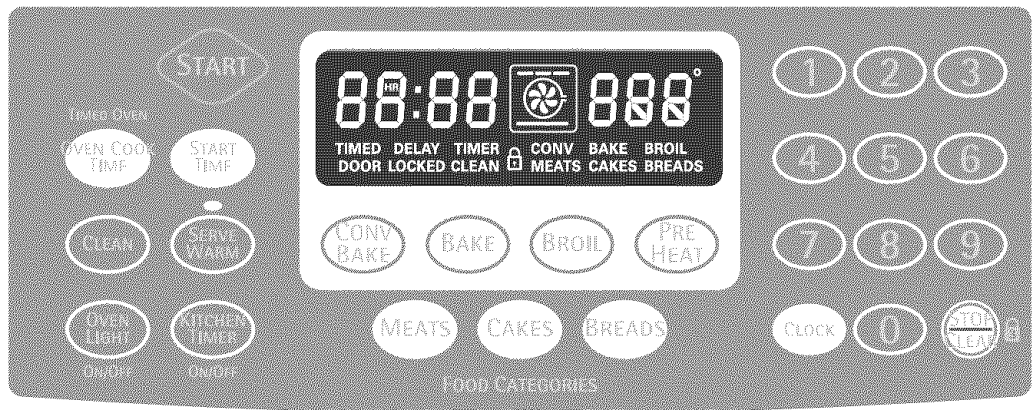 START
TIMED OVEN
OVEN COOK
TIME
START
TIME
CLEAN
SERVE
WARM
OVEN
LIGHT
ON/OFF
KITCHEN
TIMER
ON/OFF
88:88 888°
HR
TIMED DELAY TIMER CONV BAKE BROIL
DOOR LOCKED CLEAN MEATS CAKES BREADS
CONV
BAKE
BAKE
BROIL
PRE
HEAT
MEATS
CAKES
BREADS
FOOD CATEGORIES
1 2 3
4 5 6
7 8 9
CLOCK
0
STOP
CLEAR